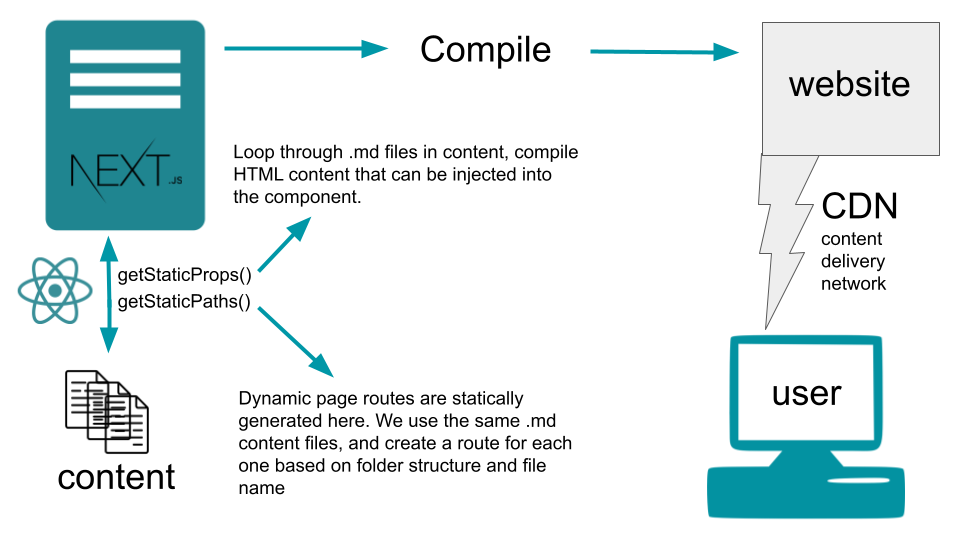 Compile
website
NEXT.JS
Loop through .md files in content, compile
HTML content that can be injected into
the component.
CDN
content
delivery
network
getStaticProps()
getStaticPaths()
user
Dynamic page routes are statically
generated here. We use the same .md
content files, and create a route for each
one based on folder structure and file
name
content